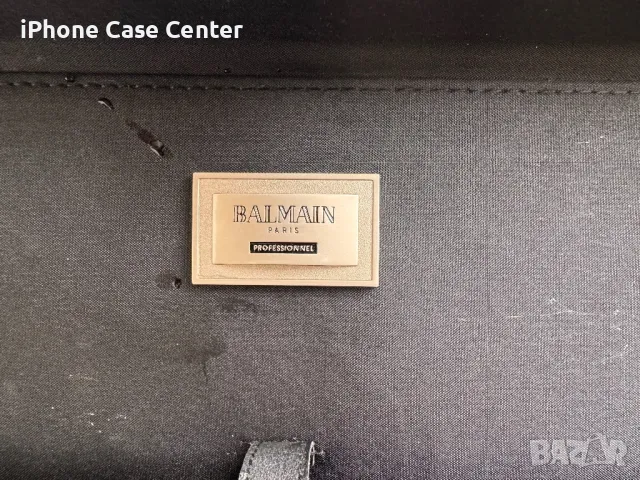 iPhone Case Center
BALMAIN
PARIS
PROFESSIONNEL
BAZAR